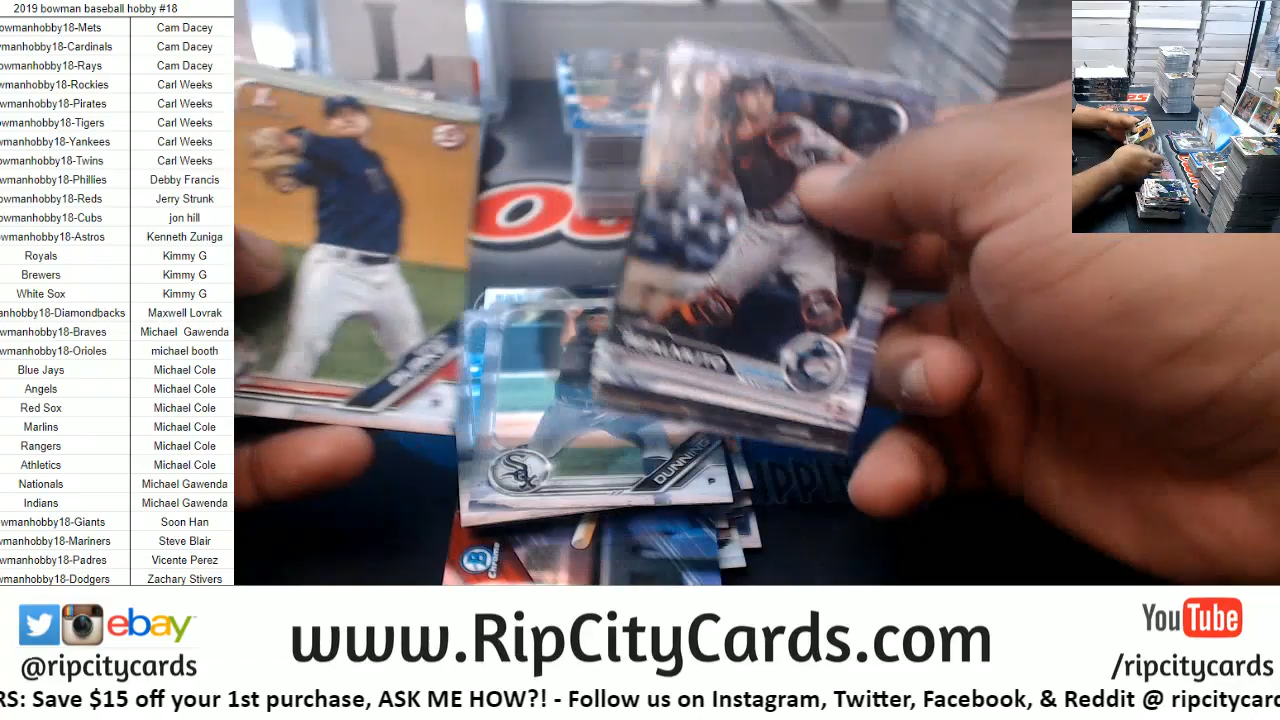 2019 bowman baseball hobby #18
owmanhobby18-Mets Cam Dacey
wmanhobby18-Cardinals Cam Dacey
owmanhobby18-Rays Cam Dacey
owmanhobby18-Rockies Carl Weeks
owmanhobby18-Pirates Carl Weeks
owmanhobby18-Tigers Carl Weeks
wmanhobby18-Yankees Carl Weeks
owmanhobby18-Twins Carl Weeks
owmanhobby18-Phillies Debby Francis
owmanhobby18-Reds Jerry Strunk
owmanhobby18-Cubs jon hill
owmanhobby18-Astros Kenneth Zuniga
Royals Kimmy G
Brewers Kimmy G
White Sox Kimmy G
anhobby18-Diamondbacks Maxwell Lovrak
owmanhobby18-Braves Michael Gawenda
owmanhobby18-Orioles michael booth
Blue Jays Michael Cole
Angels Michael Cole
Red Sox Michael Cole
Marlins Michael Cole
Rangers Michael Cole
Athletics Michael Cole
Nationals Michael Gawenda
Indians Michael Gawenda
owmanhobby18-Giants Soon Han
owmanhobby18-Mariners Steve Blair
owmanhobby18-Padres Vicente Perez
owmanhobby18-Dodgers Zachary Stivers
Sox
DUNNING
B
Chrome
ebay
@ripcitycards
www.RipCityCards.com
YouTube
/ripcitycards
RS: Save $15 off your 1st purchase, ASK ME HOW?! - Follow us on Instagram, Twitter, Facebook, & Reddit @ ripcitycard